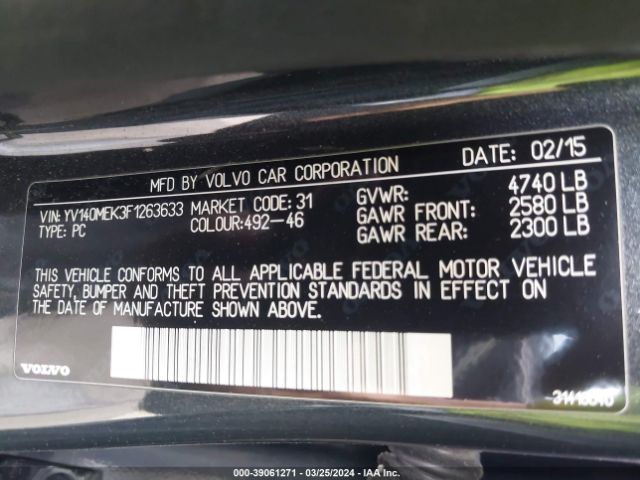 MFD BY VOLVO CAR CORPORATION DATE: 02/15
VIN: YV140MEK3F1263633 MARKET CODE: 31 GVWR: 4740 LB
TYPE: PC COLOUR:492-46 GAWR FRONT: 2580 LB
GAWR REAR: 2300 LB
THIS VEHICLE CONFORMS TO ALL APPLICABLE FEDERAL MOTOR VEHICLE
SAFETY, BUMPER AND THEFT PREVENTION STANDARDS IN EFFECT ON
THE DATE OF MANUFACTURE SHOWN ABOVE.
VOLVO
000-39061271 | 03/25/2024 | IAA Inc.